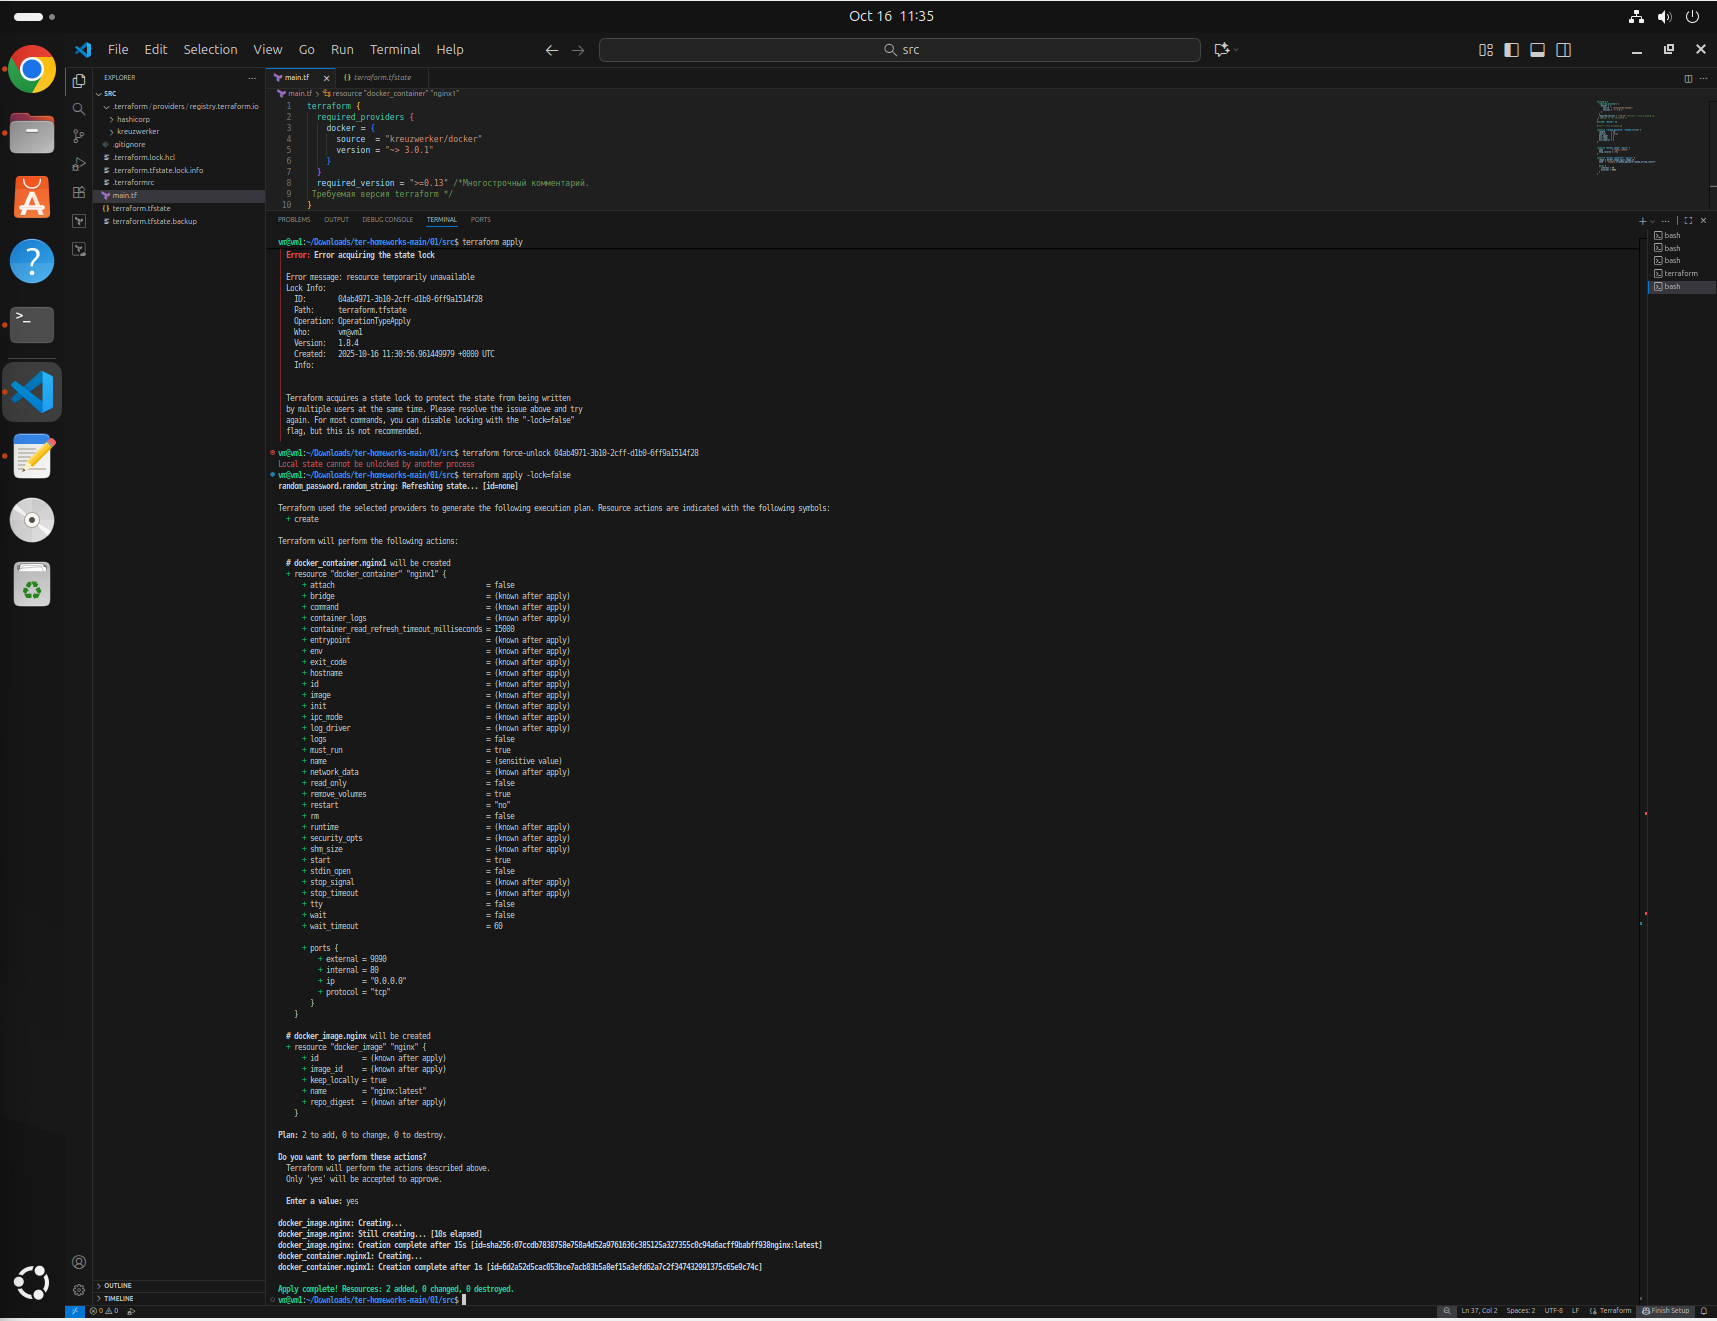 Oct 16 11:35
File Edit Selection View Go Run Terminal Help
src
EXPLORER
SRC
.terraform/providers/registry.terraform.io
hashicorp
kreuzwerker
.gitignore
.terraform.lock.hcl
.terraform.tfstate.lock.info
.terraformrc
main.tf
terraform.tfstate
terraform.tfstate.backup
OUTLINE
TIMELINE
main.tf
terraform.tfstate
main.tf > resource "docker_container" "nginx1"
1 terraform {
2 required_providers {
3 docker = {
4 source = "kreuzwerker/docker"
5 version = "~> 3.0.1"
6 }
7 }
8 required_version = ">=0.13" /*Многострочный комментарий.
9 Требуемая версия terraform */
10 }
PROBLEMS OUTPUT DEBUG CONSOLE TERMINAL PORTS
bash
bash
bash
terraform
bash
vm@vm1:~/Downloads/ter-homeworks-main/01/src$ terraform apply
Error: Error acquiring the state lock
Error message: resource temporarily unavailable
Lock Info:
ID: 04ab4971-3b10-2cff-d1b0-6ff9a1514f28
Path: terraform.tfstate
Operation: OperationTypeApply
Who: vm@vm1
Version: 1.8.4
Created: 2025-10-16 11:30:56.961449979 +0000 UTC
Info:
Terraform acquires a state lock to protect the state from being written
by multiple users at the same time. Please resolve the issue above and try
again. For most commands, you can disable locking with the "-lock=false"
flag, but this is not recommended.
vm@vm1:~/Downloads/ter-homeworks-main/01/src$ terraform force-unlock 04ab4971-3b10-2cff-d1b0-6ff9a1514f28
Local state cannot be unlocked by another process
vm@vm1:~/Downloads/ter-homeworks-main/01/src$ terraform apply -lock=false
random_password.random_string: Refreshing state... [id=none]
Terraform used the selected providers to generate the following execution plan. Resource actions are indicated with the following symbols:
+ create
Terraform will perform the following actions:
# docker_container.nginx1 will be created
+ resource "docker_container" "nginx1" {
+ attach = false
+ bridge = (known after apply)
+ command = (known after apply)
+ container_logs = (known after apply)
+ container_read_refresh_timeout_milliseconds = 15000
+ entrypoint = (known after apply)
+ env = (known after apply)
+ exit_code = (known after apply)
+ hostname = (known after apply)
+ id = (known after apply)
+ image = (known after apply)
+ init = (known after apply)
+ ipc_mode = (known after apply)
+ log_driver = (known after apply)
+ logs = false
+ must_run = true
+ name = (sensitive value)
+ network_data = (known after apply)
+ read_only = false
+ remove_volumes = true
+ restart = "no"
+ rm = false
+ runtime = (known after apply)
+ security_opts = (known after apply)
+ shm_size = (known after apply)
+ start = true
+ stdin_open = false
+ stop_signal = (known after apply)
+ stop_timeout = (known after apply)
+ tty = false
+ wait = false
+ wait_timeout = 60
+ ports {
+ external = 9090
+ internal = 80
+ ip = "0.0.0.0"
+ protocol = "tcp"
}
}
# docker_image.nginx will be created
+ resource "docker_image" "nginx" {
+ id = (known after apply)
+ image_id = (known after apply)
+ keep_locally = true
+ name = "nginx:latest"
+ repo_digest = (known after apply)
}
Plan: 2 to add, 0 to change, 0 to destroy.
Do you want to perform these actions?
Terraform will perform the actions described above.
Only 'yes' will be accepted to approve.
Enter a value: yes
docker_image.nginx: Creating...
docker_image.nginx: Still creating... [10s elapsed]
docker_image.nginx: Creation complete after 15s [id=sha256:07ccdb7838758e758a4d52a9761636c385125a327355c0c94a6acff9babff938nginx:latest]
docker_container.nginx1: Creating...
docker_container.nginx1: Creation complete after 1s [id=6d2a52d5cac053bce7acb83b5a8ef15a3efd62a7c2f347432991375c65e9c74c]
Apply complete! Resources: 2 added, 0 changed, 0 destroyed.
vm@vm1:~/Downloads/ter-homeworks-main/01/src$
0 0 Ln 37, Col 2 Spaces: 2 UTF-8 LF Terraform Finish Setup